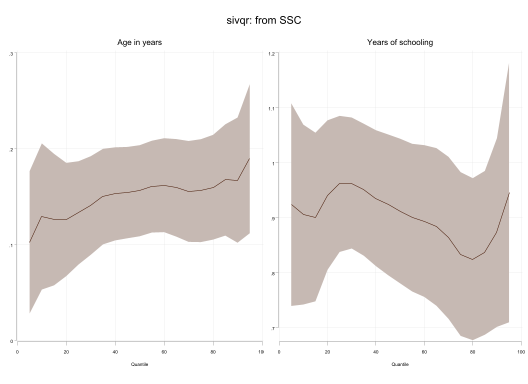 sivqr: from SSC
Age in years
Years of schooling
.3
.2
.1
0
0 20 40 60 80 100
Quantile
1.2
1.1
1
.9
.8
.7
0 20 40 60 80 100
Quantile